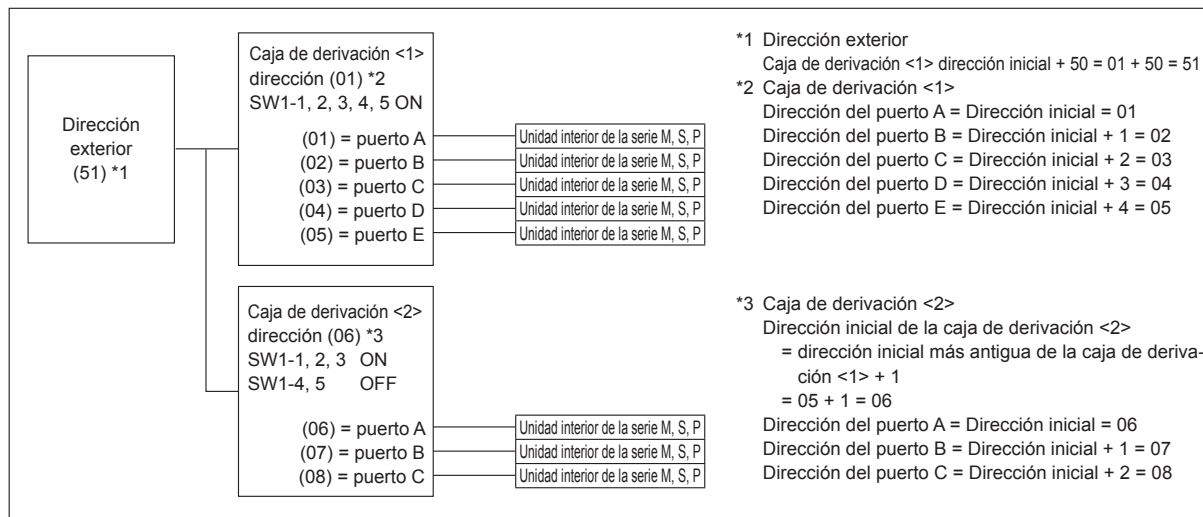 Dirección
exterior
(51) *1
Caja de derivación <1>
dirección (01) *2
SW1-1, 2, 3, 4, 5 ON
(01) = puerto A
(02) = puerto B
(03) = puerto C
(04) = puerto D
(05) = puerto E
Unidad interior de la serie M, S, P
Unidad interior de la serie M, S, P
Unidad interior de la serie M, S, P
Unidad interior de la serie M, S, P
Unidad interior de la serie M, S, P
Caja de derivación <2>
dirección (06) *3
SW1-1, 2, 3 ON
SW1-4, 5 OFF
(06) = puerto A
(07) = puerto B
(08) = puerto C
Unidad interior de la serie M, S, P
Unidad interior de la serie M, S, P
Unidad interior de la serie M, S, P
*1 Dirección exterior
Caja de derivación <1> dirección inicial + 50 = 01 + 50 = 51
*2 Caja de derivación <1>
Dirección del puerto A = Dirección inicial = 01
Dirección del puerto B = Dirección inicial + 1 = 02
Dirección del puerto C = Dirección inicial + 2 = 03
Dirección del puerto D = Dirección inicial + 3 = 04
Dirección del puerto E = Dirección inicial + 4 = 05
*3 Caja de derivación <2>
Dirección inicial de la caja de derivación <2>
= dirección inicial más antigua de la caja de deriva-
ción <1> + 1
= 05 + 1 = 06
Dirección del puerto A = Dirección inicial = 06
Dirección del puerto B = Dirección inicial + 1 = 07
Dirección del puerto C = Dirección inicial + 2 = 08